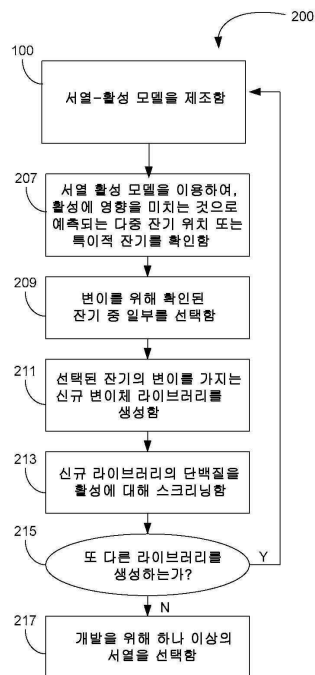 200
100
서열-활성 모델을 제조함
207
서열 활성 모델을 이용하여,
활성에 영향을 미치는 것으로
예측되는 다중 잔기 위치 또는
특이적 잔기를 확인함
209
변이를 위해 확인된
잔기 중 일부를 선택함
211
선택된 잔기의 변이를 가지는
신규 변이체 라이브러리를
생성함
213
신규 라이브러리의 단백질을
활성에 대해 스크리닝함
215
또 다른 라이브러리를
생성하는가?
Y
N
217
개발을 위해 하나 이상의
서열을 선택함